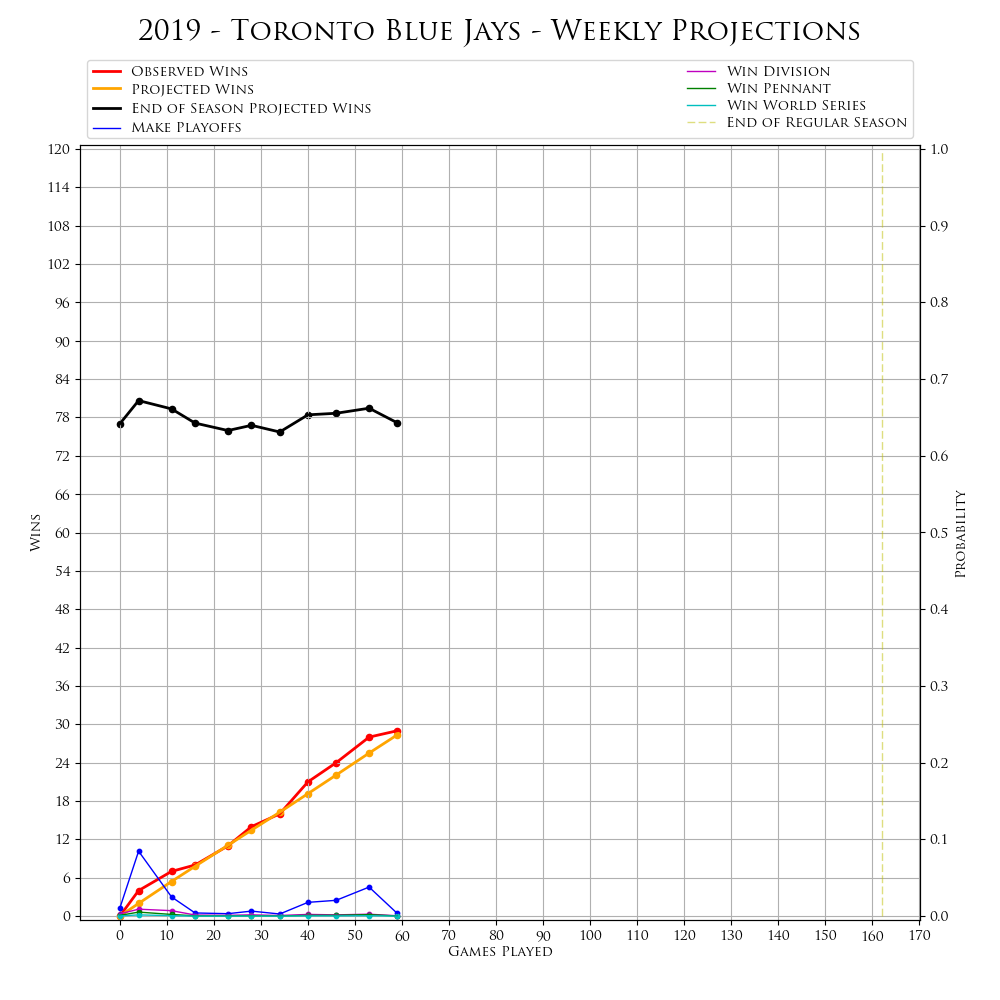 2019 - Toronto Blue Jays - Weekly Projections
Observed Wins
Projected Wins
End of Season Projected Wins
Make Playoffs
Win Division
Win Pennant
Win World Series
End of Regular Season
120
114
108
102
96
90
84
78
72
66
60
54
48
42
36
30
24
18
12
6
0
Wins
1.0
0.9
0.8
0.7
0.6
0.5
0.4
0.3
0.2
0.1
0.0
Probability
0 10 20 30 40 50 60 70 80 90 100 110 120 130 140 150 160 170
Games Played